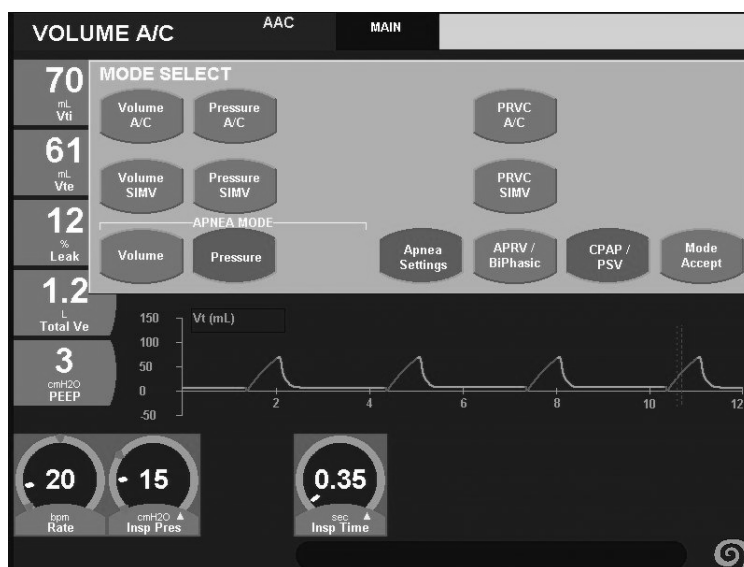 VOLUME A/C
AAC
MAIN
70
mL
Vti
61
mL
Vte
12
%
Leak
1.2
L
Total Ve
3
cmH2O
PEEP
MODE SELECT
Volume
A/C
Pressure
A/C
PRVC
A/C
Volume
SIMV
Pressure
SIMV
PRVC
SIMV
APNEA MODE
Volume
Pressure
Apnea
Settings
APRV /
BiPhasic
CPAP /
PSV
Mode
Accept
Vt (mL)
150
100
50
0
-50
2
4
6
8
10
12
20
bpm
Rate
15
cmH2O
Insp Pres
0.35
sec
Insp Time